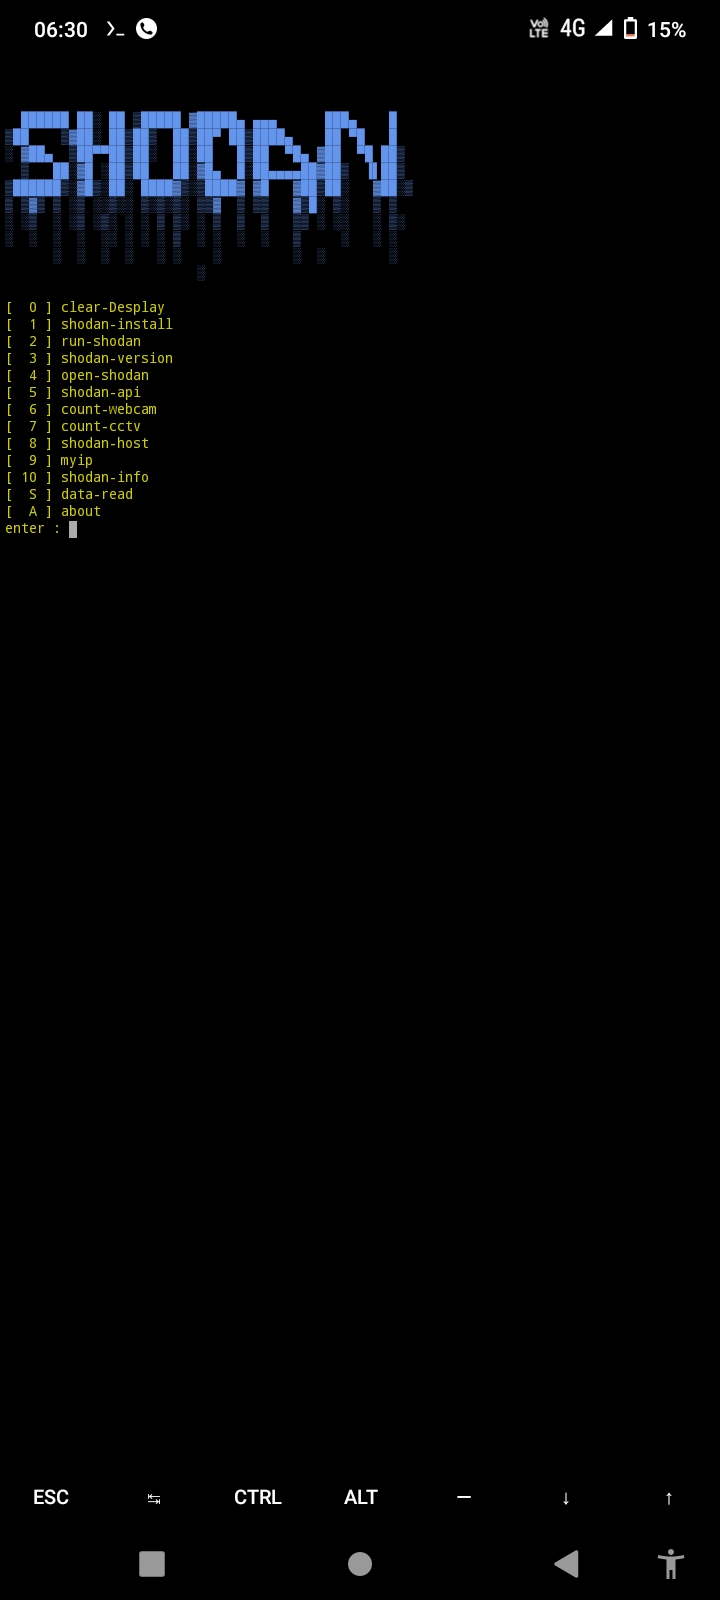 06:30 >_ VoLTE 4G 15%
SHODAN
[  0 ] clear-Desplay
[  1 ] shodan-install
[  2 ] run-shodan
[  3 ] shodan-version
[  4 ] open-shodan
[  5 ] shodan-api
[  6 ] count-webcam
[  7 ] count-cctv
[  8 ] shodan-host
[  9 ] myip
[ 10 ] shodan-info
[  S ] data-read
[  A ] about
enter :
ESC ↹ CTRL ALT — ↓ ↑